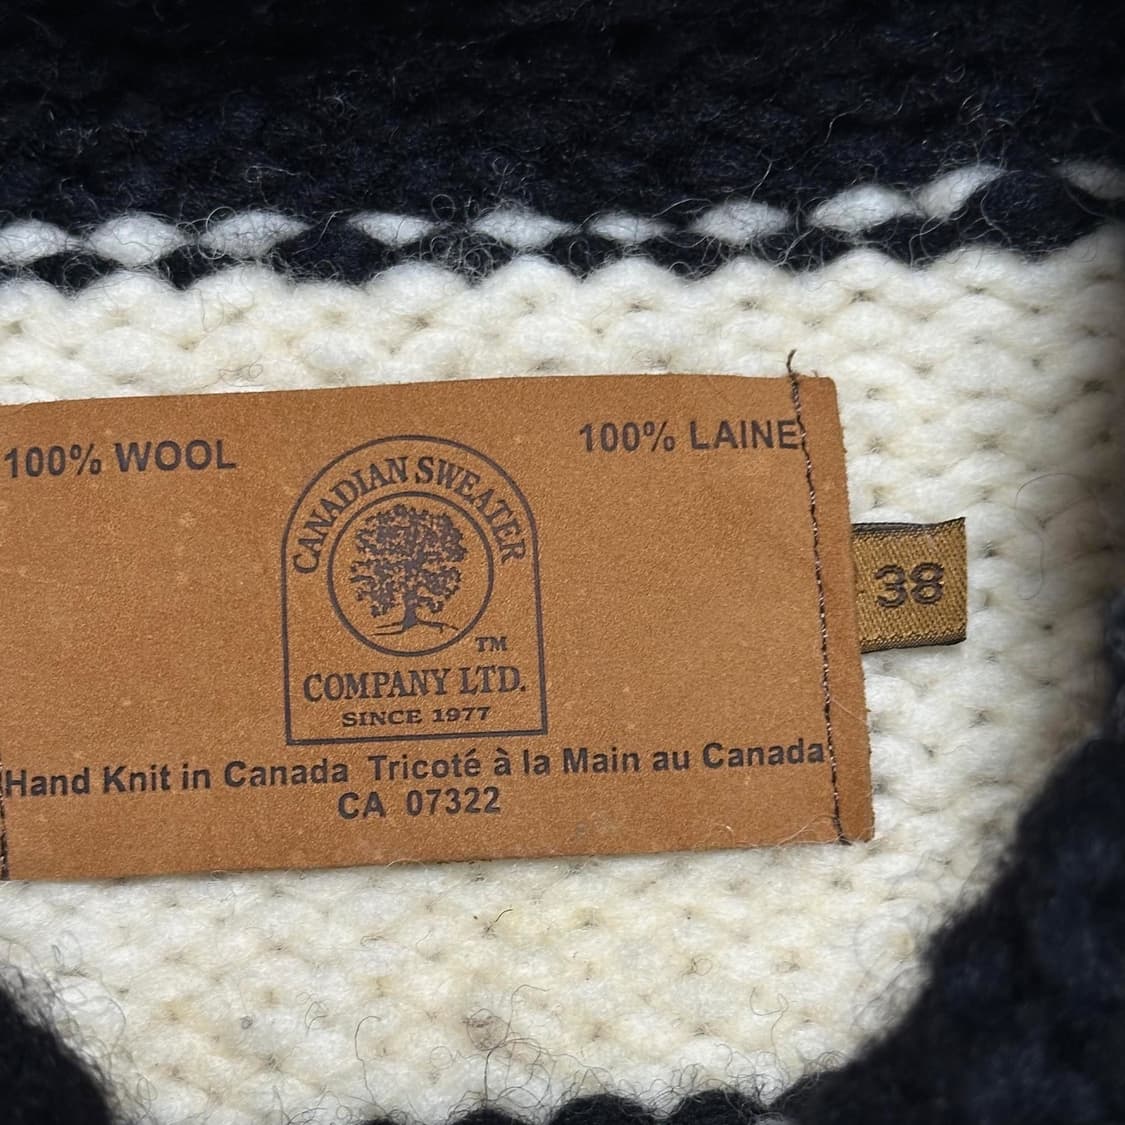 100% WOOL
100% LAINE
CANADIAN SWEATER
TM
COMPANY LTD.
SINCE 1977
38
Hand Knit in Canada Tricoté à la Main au Canada
CA 07322